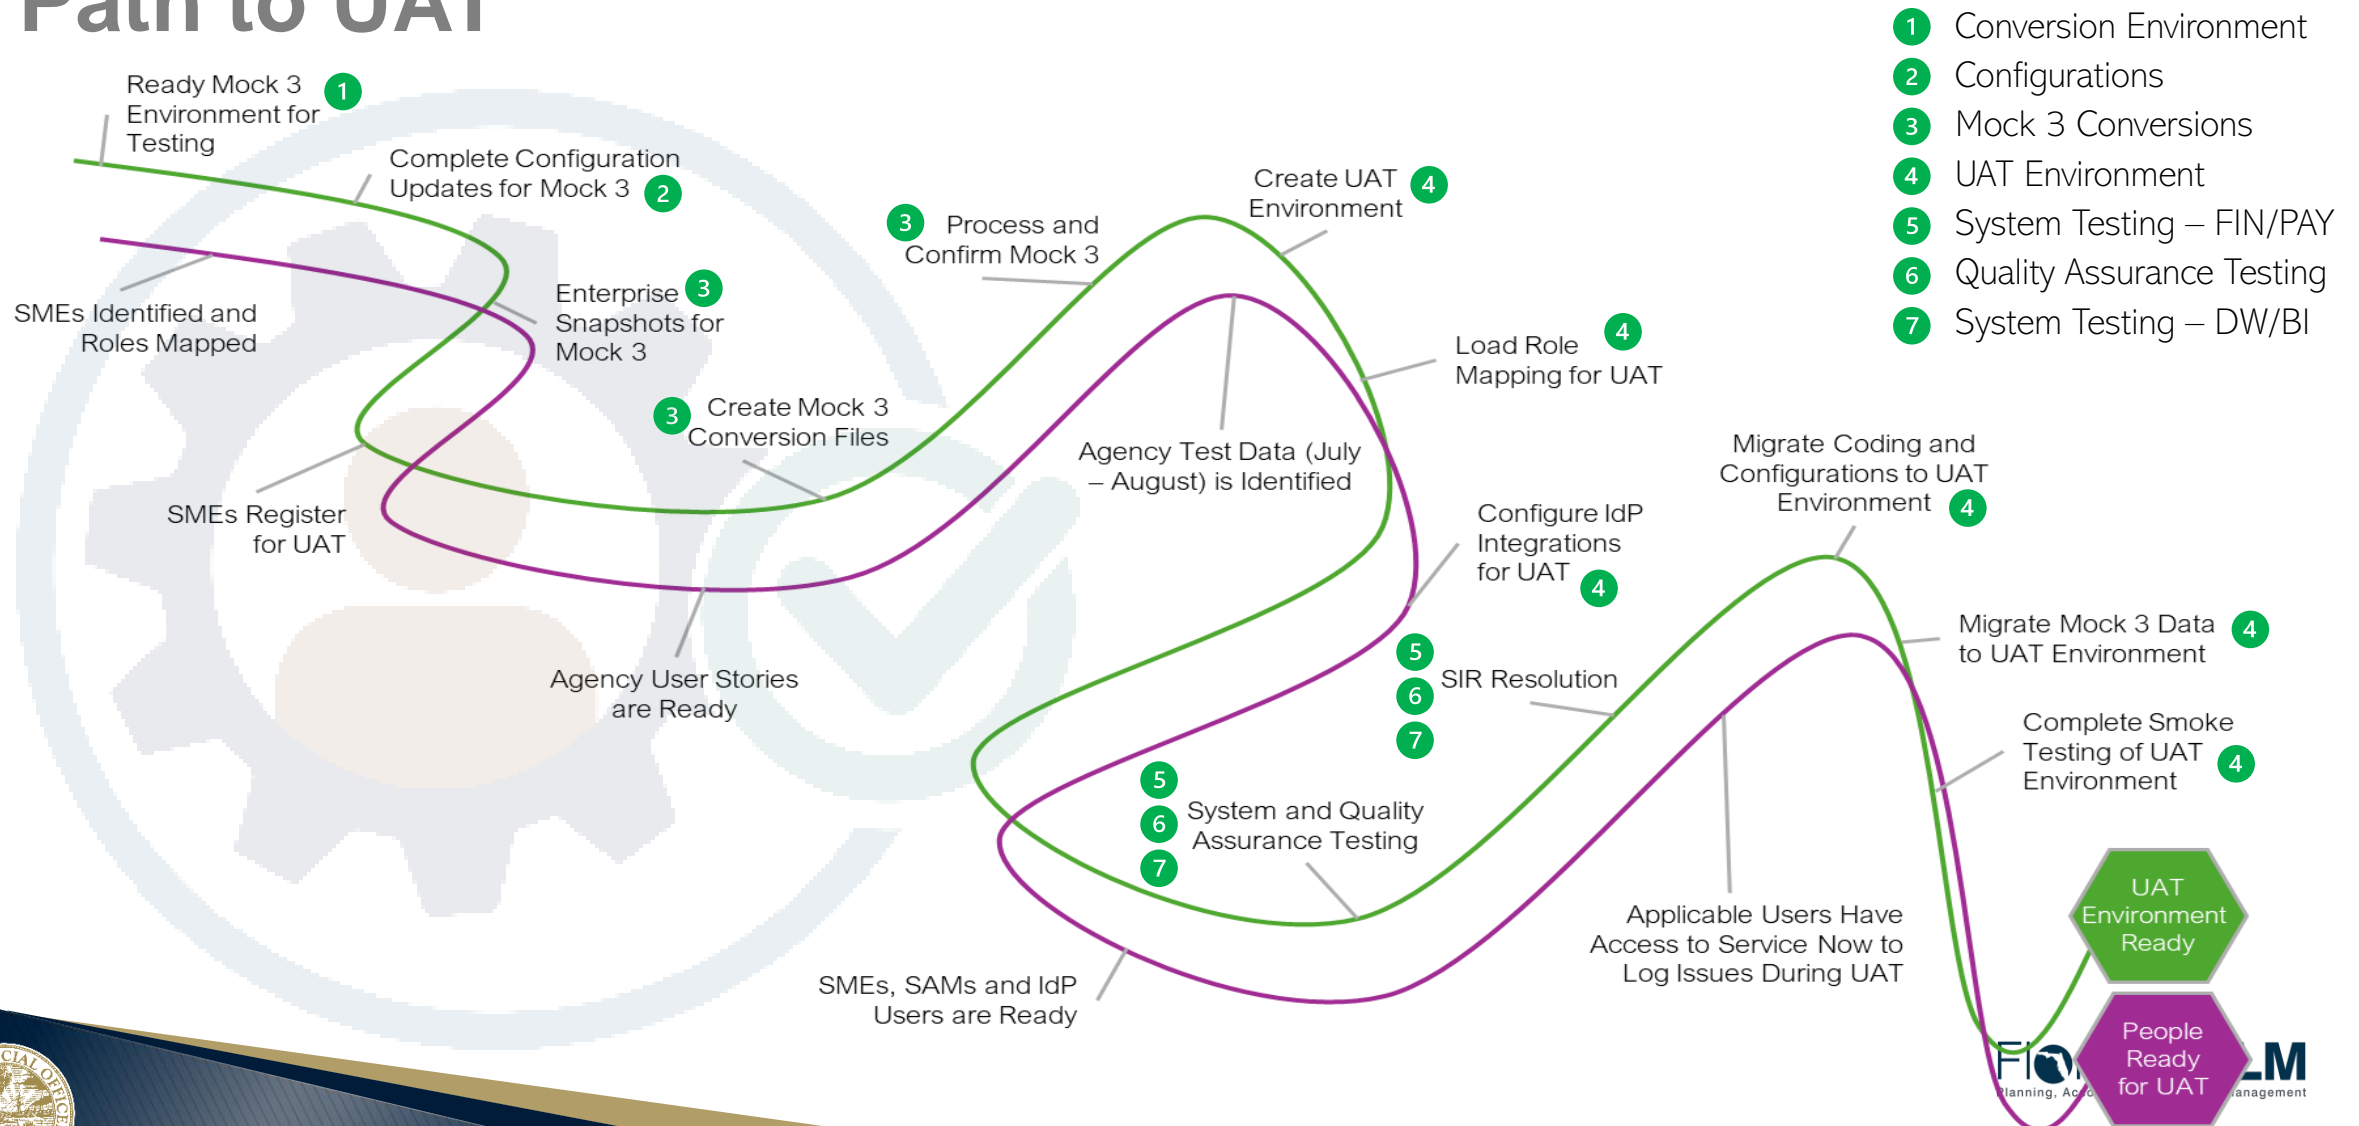 Path to UAT
1 Conversion Environment
2 Configurations
3 Mock 3 Conversions
4 UAT Environment
5 System Testing – FIN/PAY
6 Quality Assurance Testing
7 System Testing – DW/BI
Ready Mock 3 1
Environment for
Testing
Complete Configuration
Updates for Mock 3 2
SMEs Identified and
Roles Mapped
Enterprise 3
Snapshots for
Mock 3
3 Create Mock 3
Conversion Files
SMEs Register
for UAT
Agency User Stories
are Ready
3 Process and
Confirm Mock 3
Create UAT 4
Environment
Agency Test Data (July
– August) is Identified
Load Role 4
Mapping for UAT
Configure IdP
Integrations
for UAT 4
5
6
7
System and Quality
Assurance Testing
SMEs, SAMs and IdP
Users are Ready
5
6
7
SIR Resolution
Migrate Coding and
Configurations to UAT
Environment 4
Applicable Users Have
Access to Service Now to
Log Issues During UAT
Migrate Mock 3 Data 4
to UAT Environment
Complete Smoke
Testing of UAT 4
Environment
UAT
Environment
Ready
People
Ready
for UAT
LM
Planning,